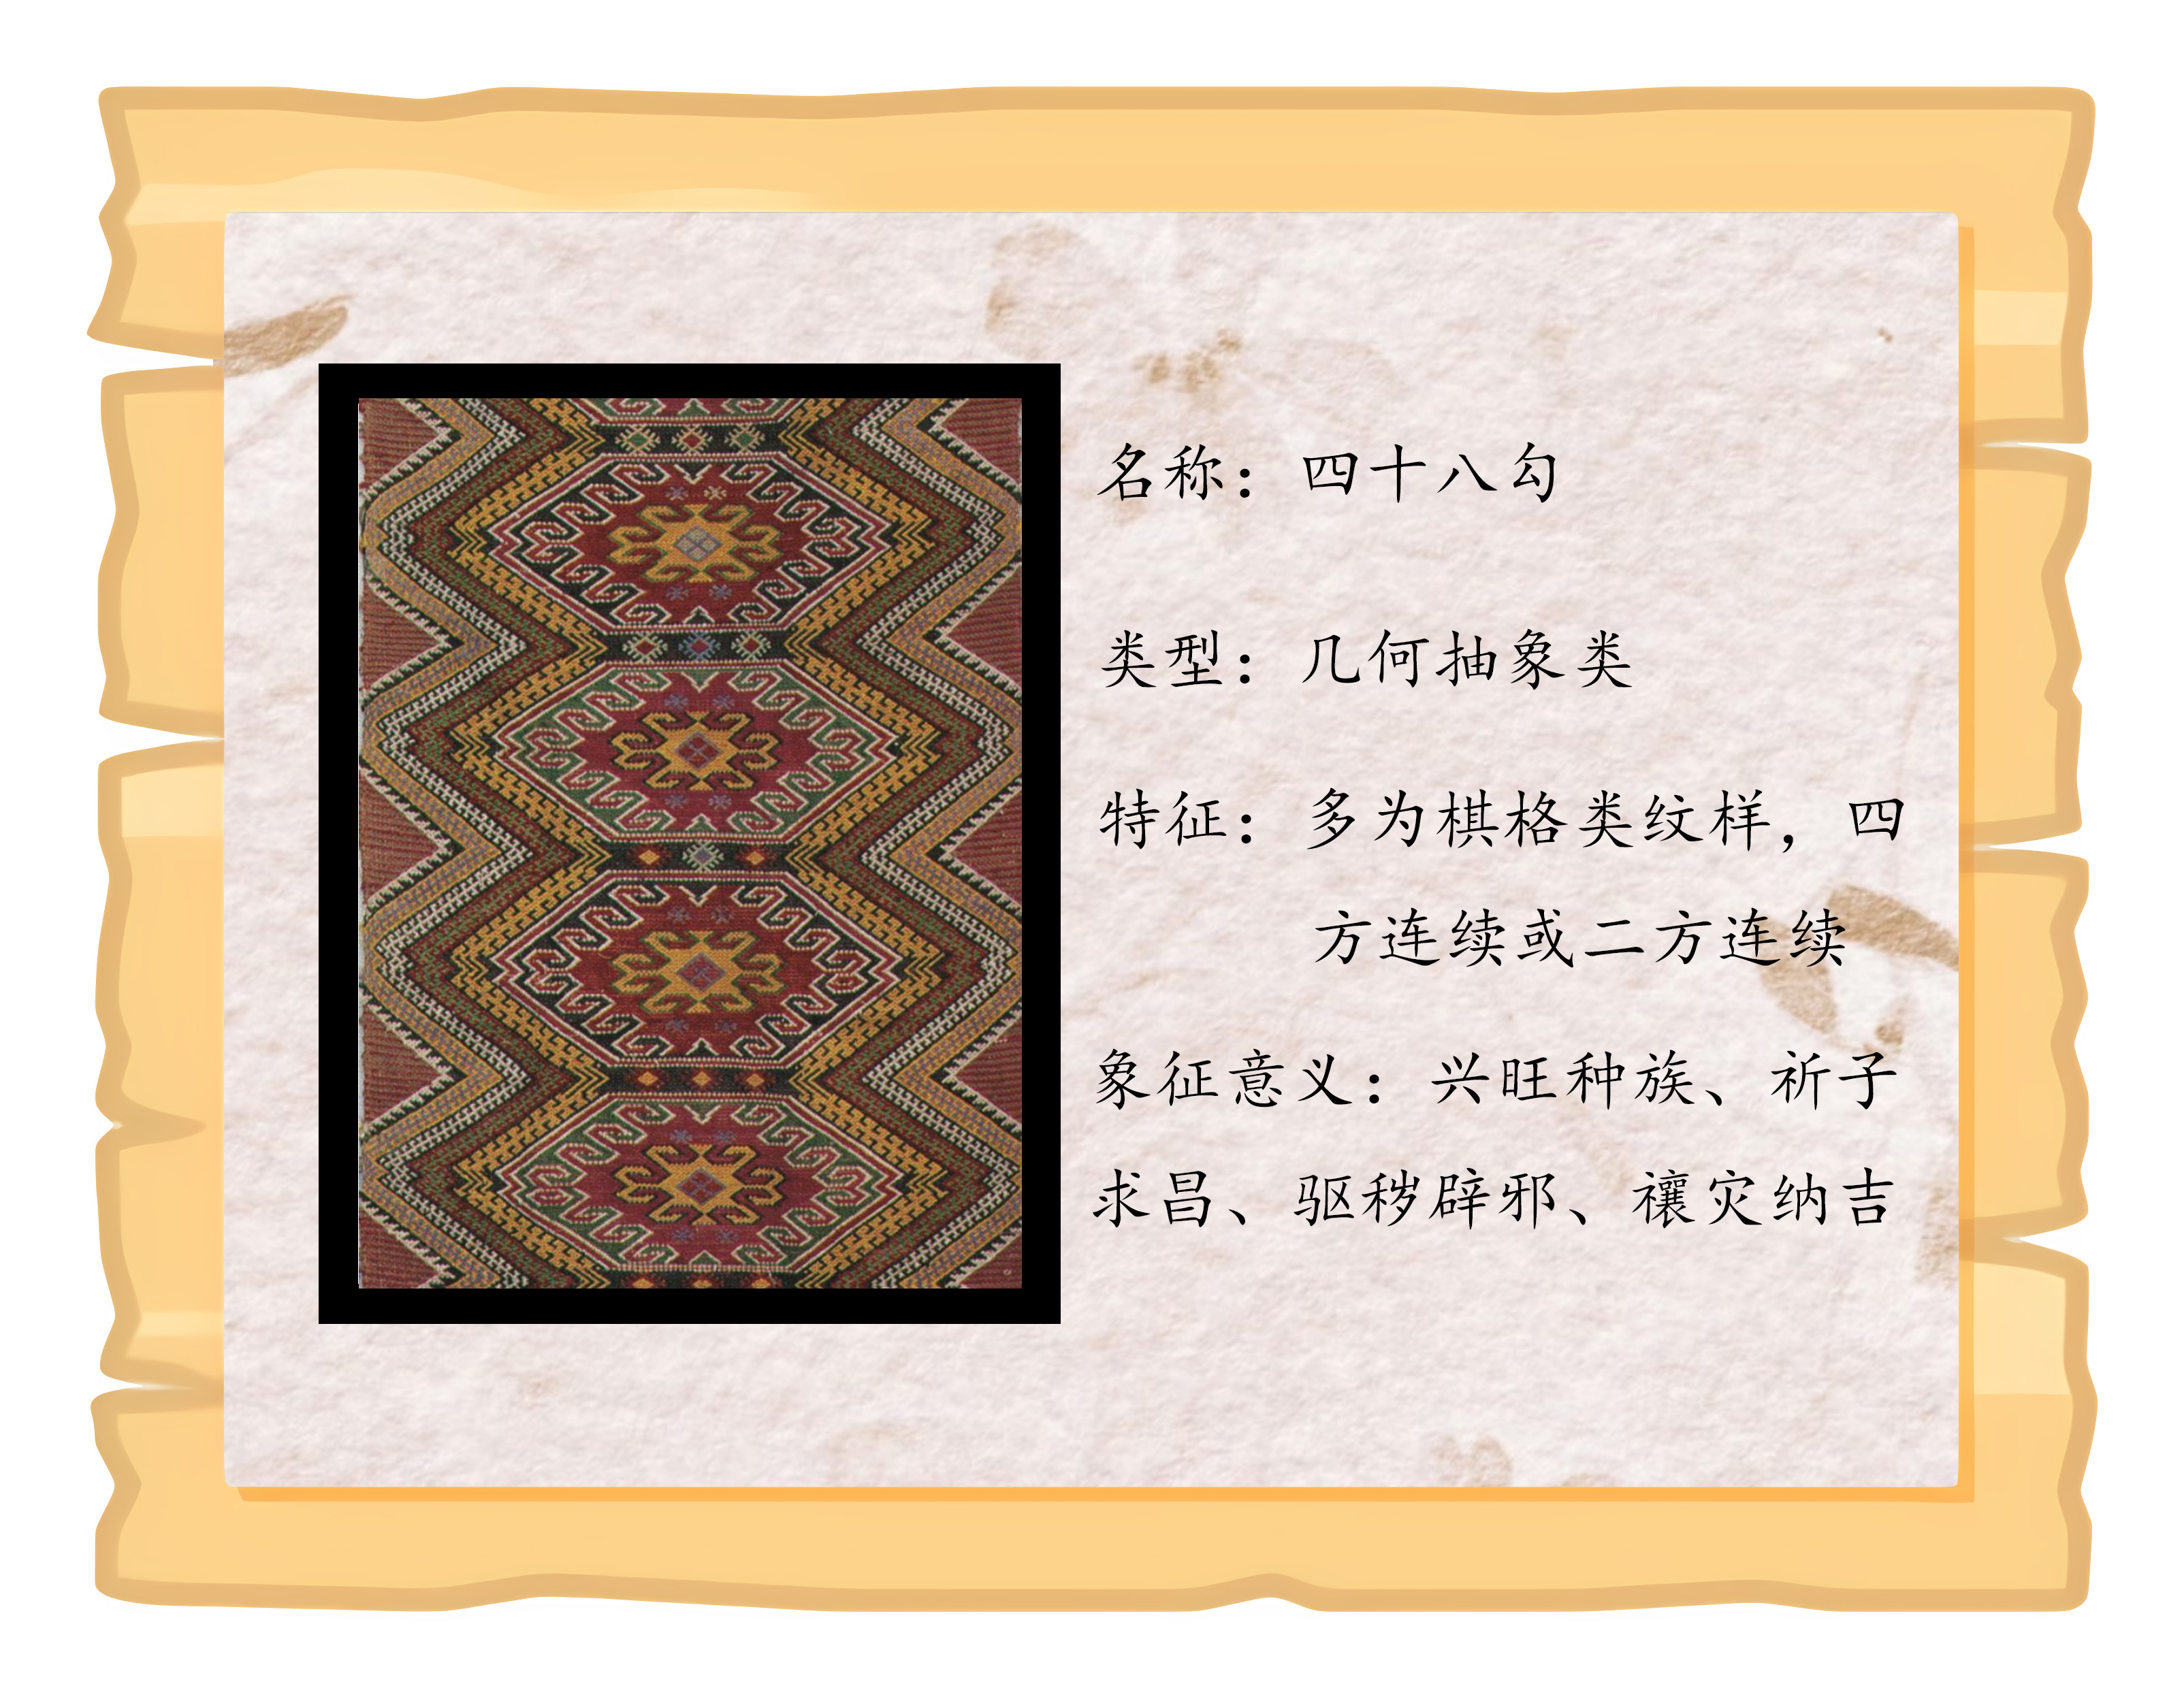 名称：四十八勾
类型：几何抽象类
特征：多为棋格类纹样，四
方连续或二方连续
象征意义：兴旺种族、祈子
求昌、驱秽辟邪、禳灾纳吉